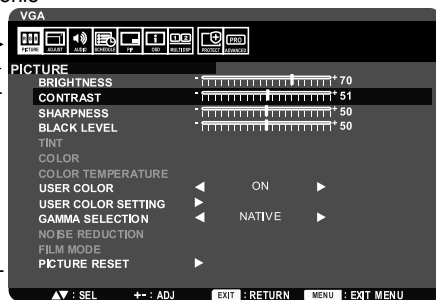 VGA
PICTURE ADJUST AUDIO SCHEDULE PIP OSD MULTIDSP PROTECT PRO ADVANCED
PICTURE
BRIGHTNESS - + 70
CONTRAST - + 51
SHARPNESS - + 50
BLACK LEVEL - + 50
TINT
COLOR
COLOR TEMPERATURE
USER COLOR ◀ ON ▶
USER COLOR SETTING ▶
GAMMA SELECTION ◀ NATIVE ▶
NOISE REDUCTION
FILM MODE
PICTURE RESET ▶
▲▼ : SEL +- : ADJ EXIT : RETURN MENU : EXIT MENU